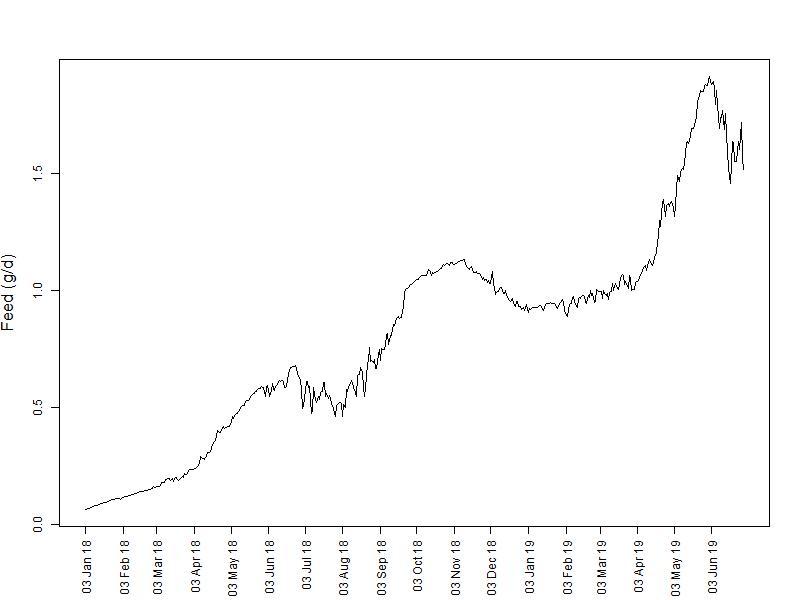 Feed (g/d)
1.5
1.0
0.5
0.0
03 Jan 18
03 Feb 18
03 Mar 18
03 Apr 18
03 May 18
03 Jun 18
03 Jul 18
03 Aug 18
03 Sep 18
03 Oct 18
03 Nov 18
03 Dec 18
03 Jan 19
03 Feb 19
03 Mar 19
03 Apr 19
03 May 19
03 Jun 19